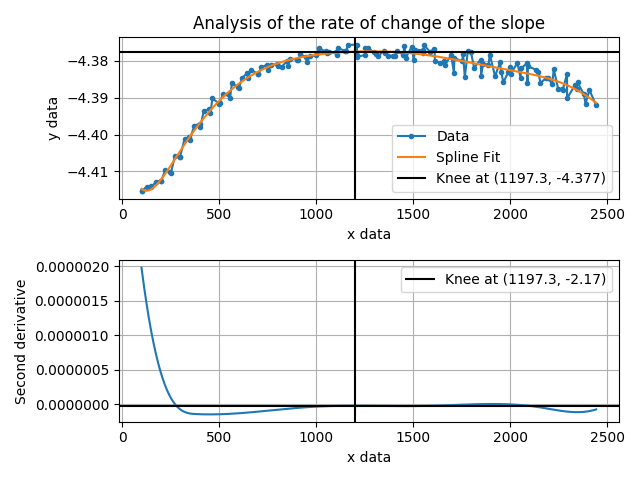 Analysis of the rate of change of the slope
−4.38
−4.39
−4.40
−4.41
y data
Data
Spline Fit
Knee at (1197.3, -4.377)
0
500
1000
1500
2000
2500
x data
0.0000020
0.0000015
0.0000010
0.0000005
0.0000000
Second derivative
Knee at (1197.3, -2.17)
0
500
1000
1500
2000
2500
x data